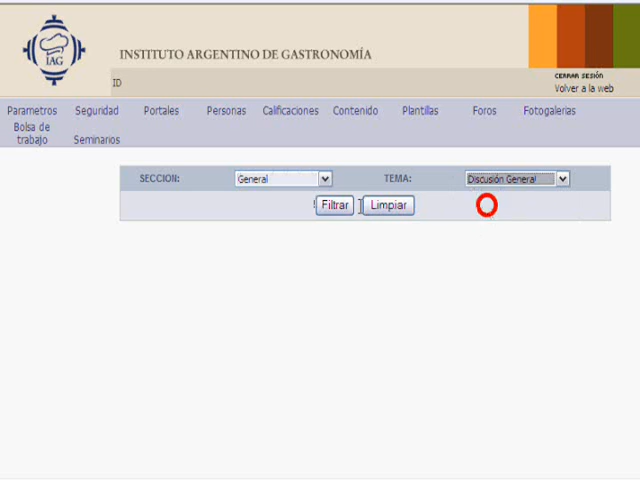 IAG
INSTITUTO ARGENTINO DE GASTRONOMÍA
ID
CERRAR SESIÓN
Volver a la web
Parametros Seguridad Portales Personas Calificaciones Contenido Plantillas Foros Fotogalerias
Bolsa de trabajo Seminarios
SECCION: General TEMA: Discusión General
Filtrar Limpiar